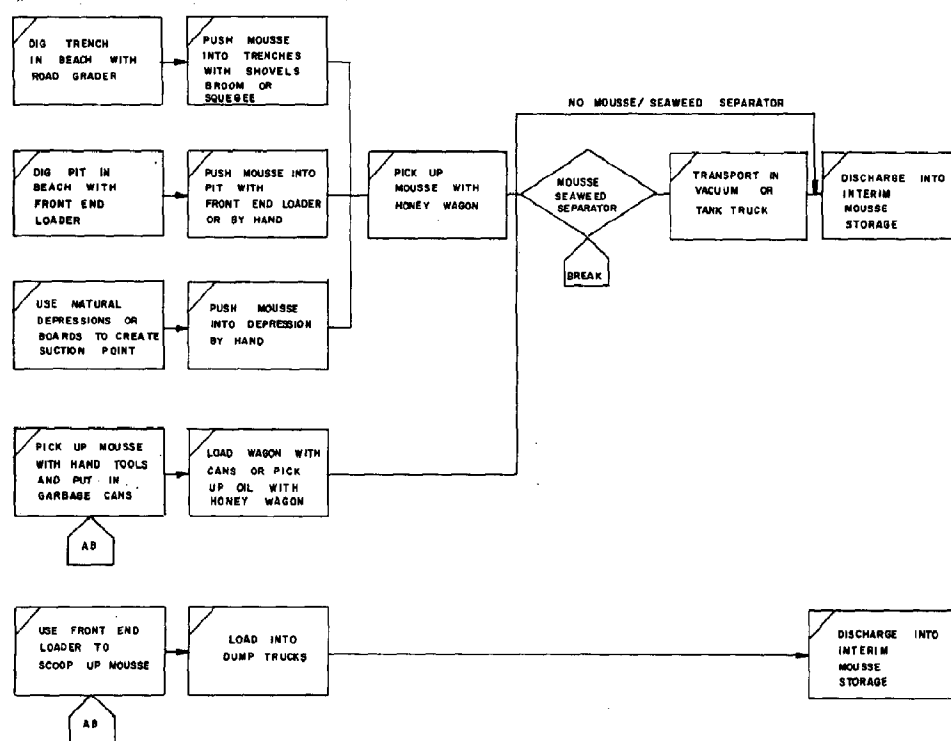 DIG TRENCH
IN BEACH WITH
ROAD GRADER
PUSH MOUSSE
INTO TRENCHES
WITH SHOVELS
BROOM OR
SQUEGEE
NO MOUSSE/SEAWEED SEPARATOR
DIG PIT IN
BEACH WITH
FRONT END
LOADER
PUSH MOUSSE INTO
PIT WITH
FRONT END LOADER
OR BY HAND
PICK UP
MOUSSE WITH
HONEY WAGON
MOUSSE
SEAWEED
SEPARATOR
BREAK
TRANSPORT IN
VACUUM OR
TANK TRUCK
DISCHARGE INTO
INTERIM
MOUSSE
STORAGE
USE NATURAL
DEPRESSIONS OR
BOARDS TO CREATE
SUCTION POINT
PUSH MOUSSE
INTO DEPRESSION
BY HAND
PICK UP MOUSSE
WITH HAND TOOLS
AND PUT IN
GARBAGE CANS
AB
LOAD WAGON WITH
CANS OR PICK
UP OIL WITH
HONEY WAGON
USE FRONT END
LOADER TO
SCOOP UP MOUSSE
AB
LOAD INTO
DUMP TRUCKS
DISCHARGE INTO
INTERIM
MOUSSE
STORAGE